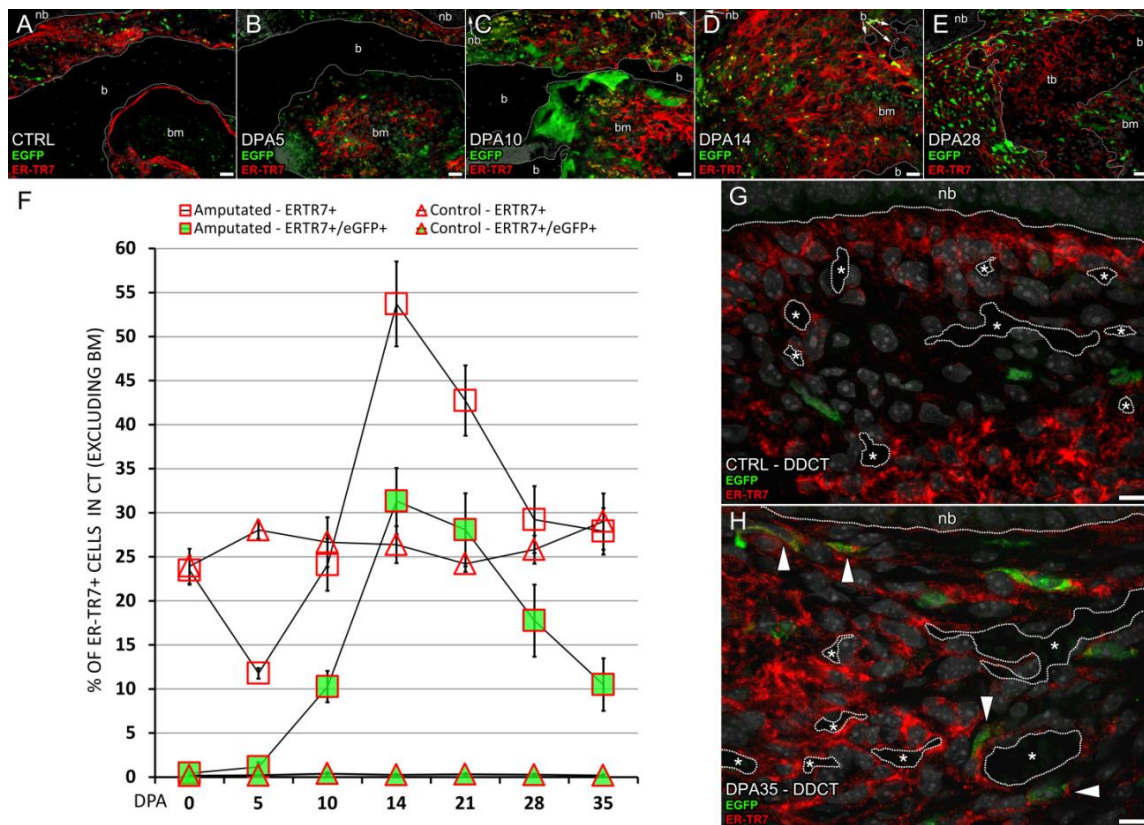 A nb b bm CTRL EGFP ER-TR7
B nb b bm DPA5 EGFP ER-TR7
C nb nb b b bm b DPA10 EGFP ER-TR7
D b bm b DPA14 EGFP ER-TR7
E nb tb bm DPA28 EGFP ER-TR7
F
Amputated - ERTR7+
Control - ERTR7+
Amputated - ERTR7+/eGFP+
Control - ERTR7+/eGFP+
% OF ER-TR7+ CELLS IN CT (EXCLUDING BM)
60
55
50
45
40
35
30
25
20
15
10
5
0
DPA 0 5 10 14 21 28 35
G nb
* * * * * * * * *
CTRL - DDCT
EGFP
ER-TR7
H nb
* * * * * * *
DPA35 - DDCT
EGFP
ER-TR7